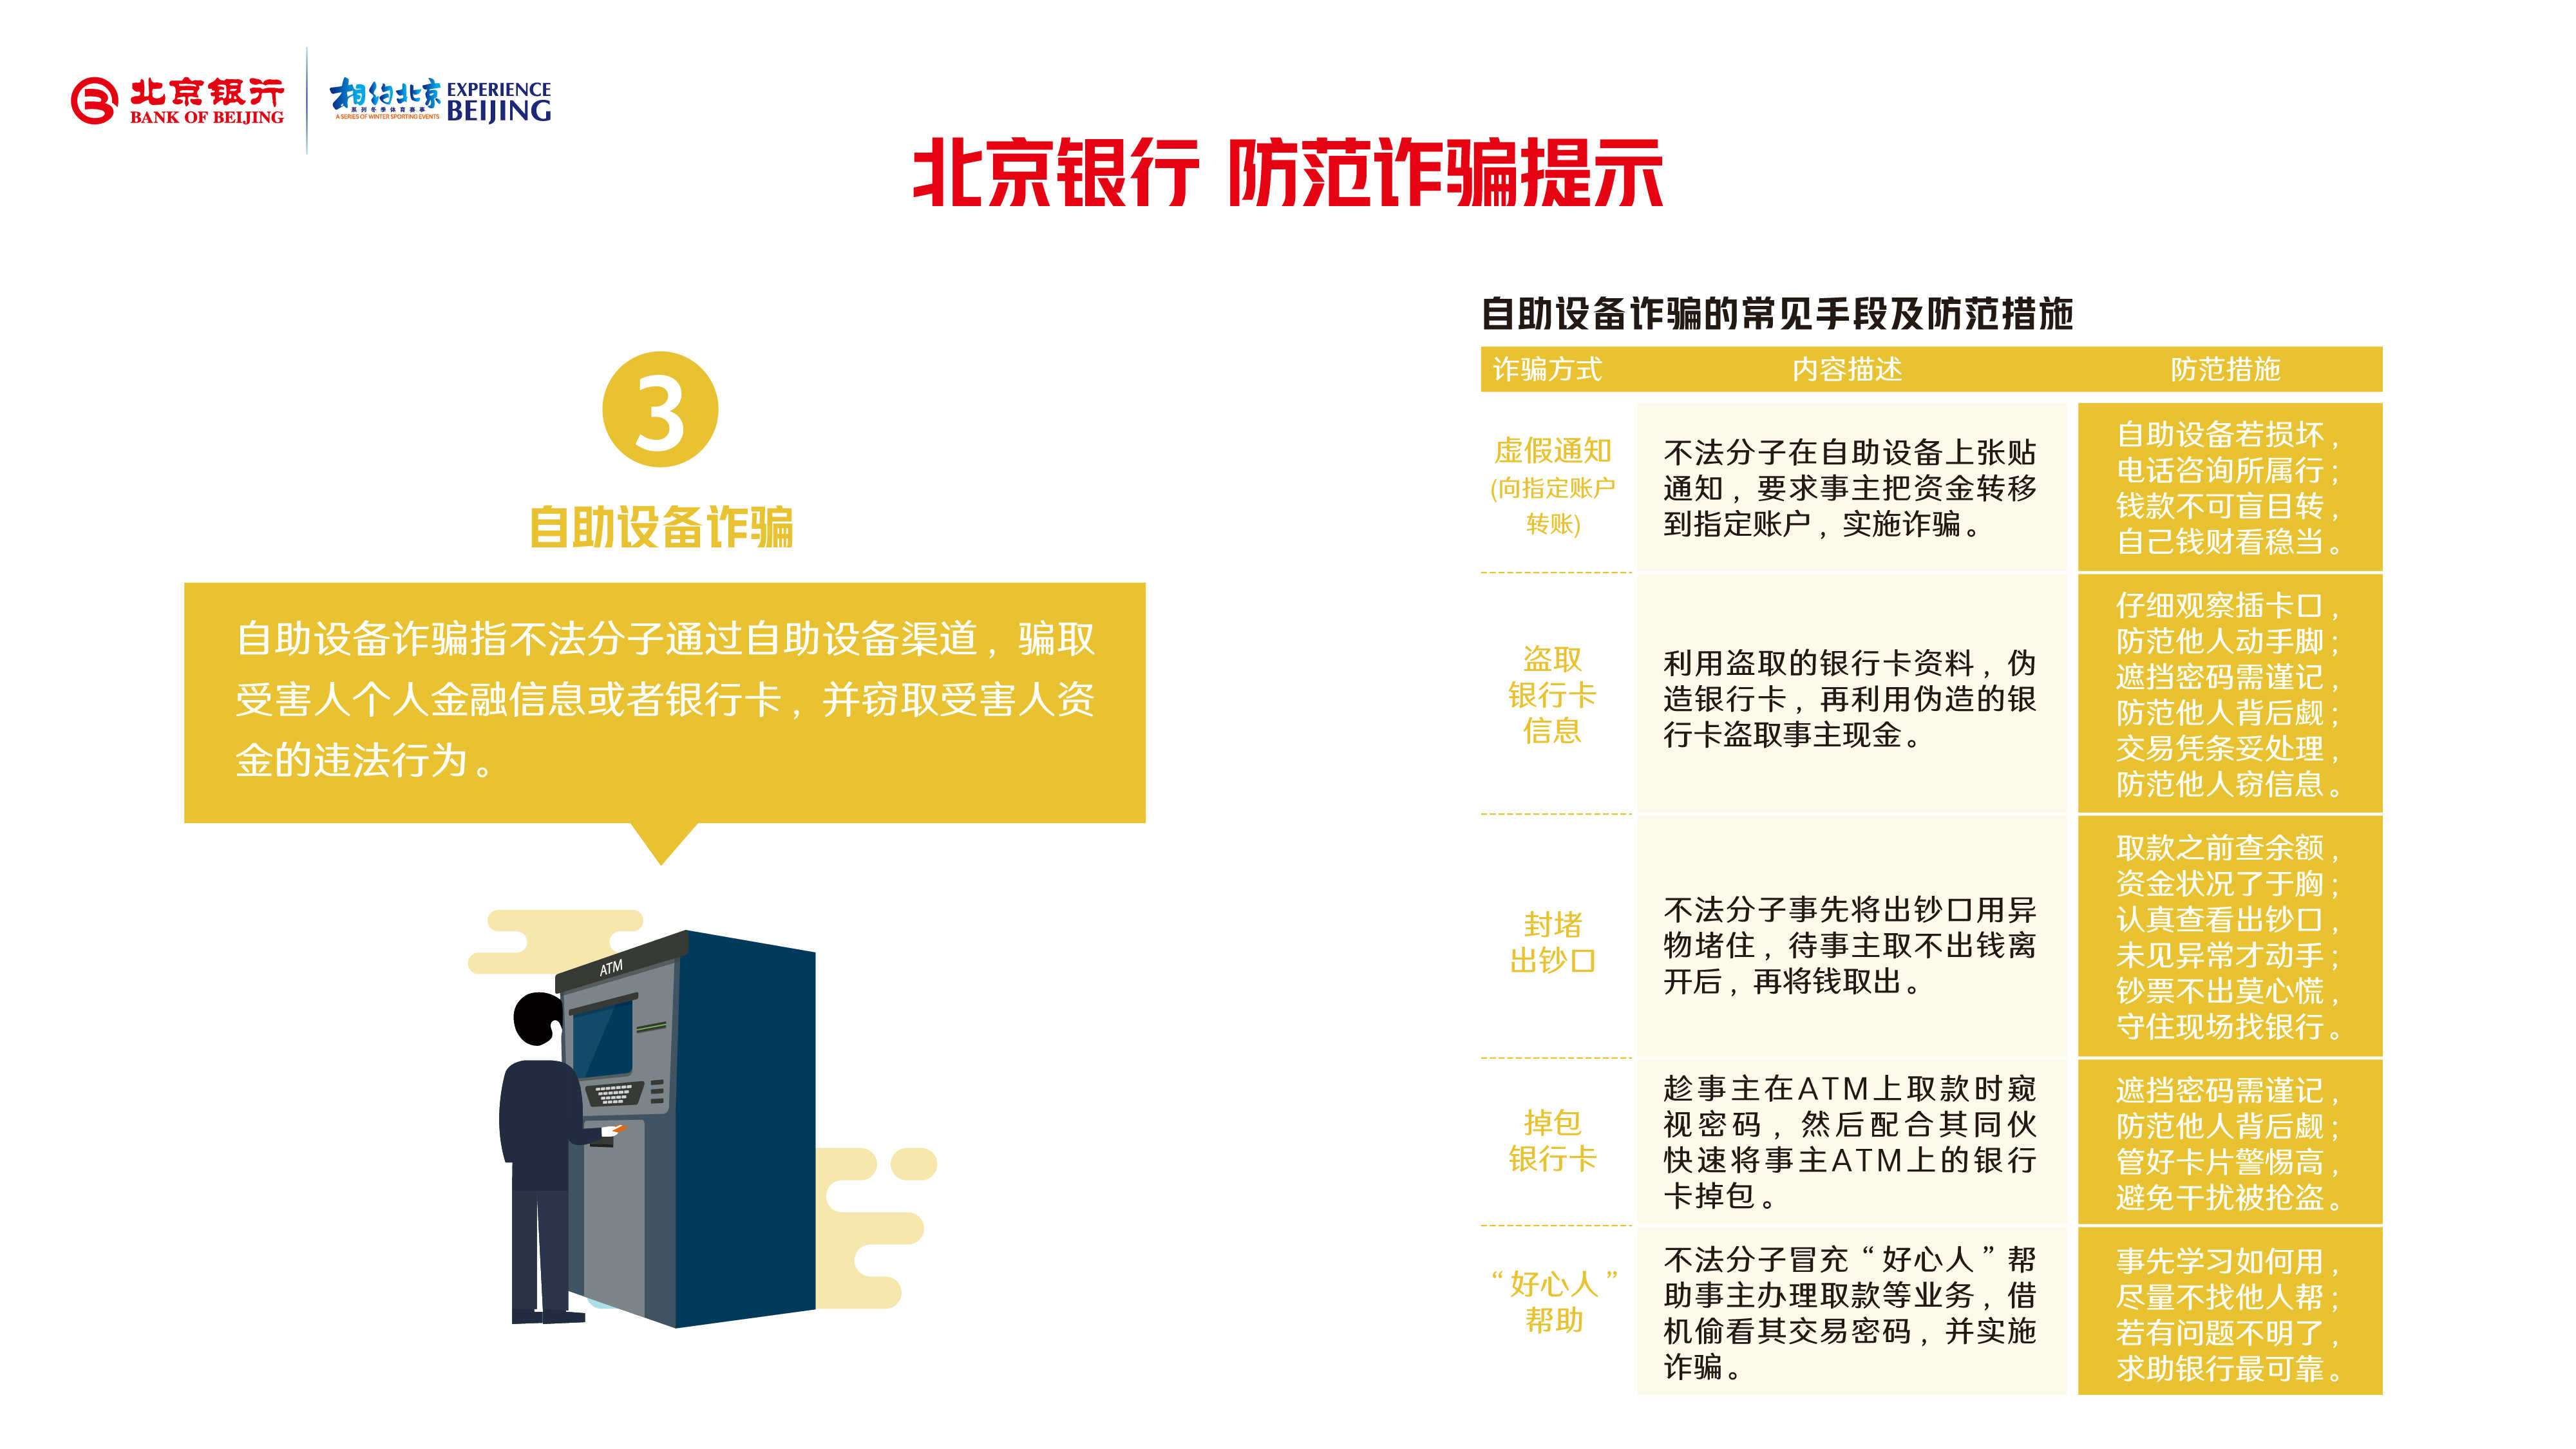 北京银行
BANK OF BEIJING
相约北京
系列冬季体育赛事
A SERIES OF WINTER SPORTING EVENTS
EXPERIENCE
BEIJING
北京银行 防范诈骗提示
3
自助设备诈骗
自助设备诈骗指不法分子通过自助设备渠道，骗取
受害人个人金融信息或者银行卡，并窃取受害人资
金的违法行为。
ATM
自助设备诈骗的常见手段及防范措施
诈骗方式
内容描述
防范措施
虚假通知
(向指定账户
转账)
不法分子在自助设备上张贴
通知，要求事主把资金转移
到指定账户，实施诈骗。
自助设备若损坏，
电话咨询所属行；
钱款不可盲目转，
自己钱财看稳当。
盗取
银行卡
信息
利用盗取的银行卡资料，伪
造银行卡，再利用伪造的银
行卡盗取事主现金。
仔细观察插卡口，
防范他人动手脚；
遮挡密码需谨记，
防范他人背后觑；
交易凭条妥处理，
防范他人窃信息。
封堵
出钞口
不法分子事先将出钞口用异
物堵住，待事主取不出钱离
开后，再将钱取出。
取款之前查余额，
资金状况了于胸；
认真查看出钞口，
未见异常才动手；
钞票不出莫心慌，
守住现场找银行。
掉包
银行卡
趁事主在ATM上取款时窥
视密码，然后配合其同伙
快速将事主ATM上的银行
卡掉包。
遮挡密码需谨记，
防范他人背后觑；
管好卡片警惕高，
避免干扰被抢盗。
“好心人”
帮助
不法分子冒充“好心人”帮
助事主办理取款等业务，借
机偷看其交易密码，并实施
诈骗。
事先学习如何用，
尽量不找他人帮；
若有问题不明了，
求助银行最可靠。